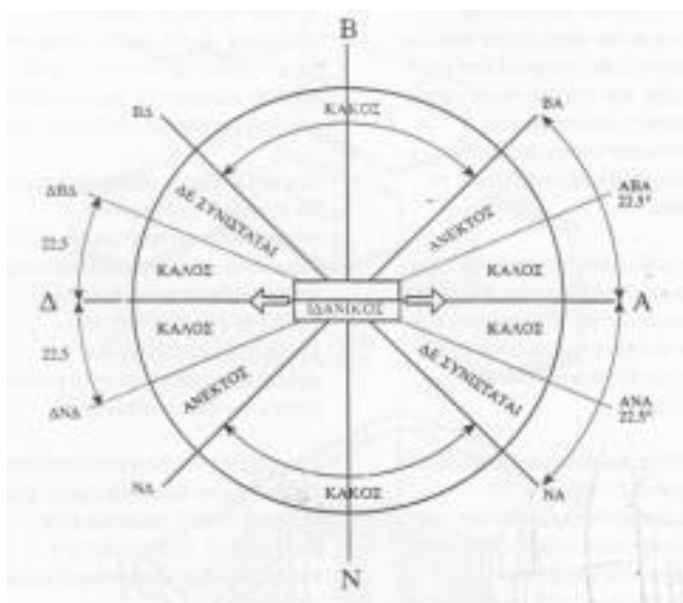 Β
ΚΑΚΟΣ
ΒΔ
ΒΑ
ΔΒΔ
ΑΒΑ
22.5°
ΔΕ ΣΥΝΙΣΤΑΤΑΙ
ΑΝΕΚΤΟΣ
22,5
ΚΑΛΟΣ
ΚΑΛΟΣ
Δ
ΙΔΑΝΙΚΟΣ
Α
ΚΑΛΟΣ
ΚΑΛΟΣ
22,5
ΑΝΕΚΤΟΣ
ΔΕ ΣΥΝΙΣΤΑΤΑΙ
ΔΝΔ
ΑΝΑ
22.5°
ΝΔ
ΚΑΚΟΣ
ΝΑ
Ν